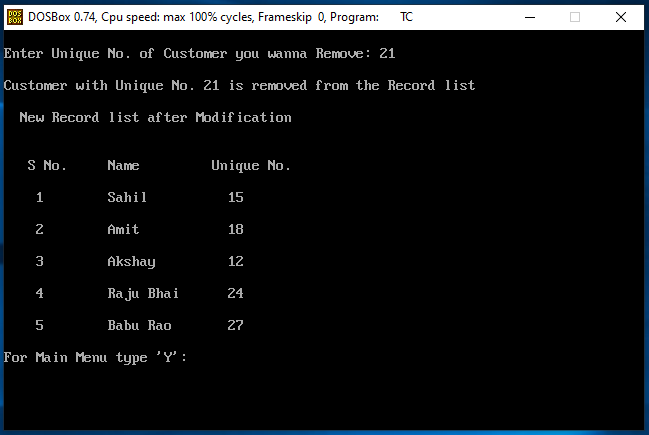 DOS
BOX
DOSBox 0.74, Cpu speed: max 100% cycles, Frameskip 0, Program: TC
Enter Unique No. of Customer you wanna Remove: 21
Customer with Unique No. 21 is removed from the Record list
New Record list after Modification
S No. Name Unique No.
1 Sahil 15
2 Amit 18
3 Akshay 12
4 Raju Bhai 24
5 Babu Rao 27
For Main Menu type 'Y':